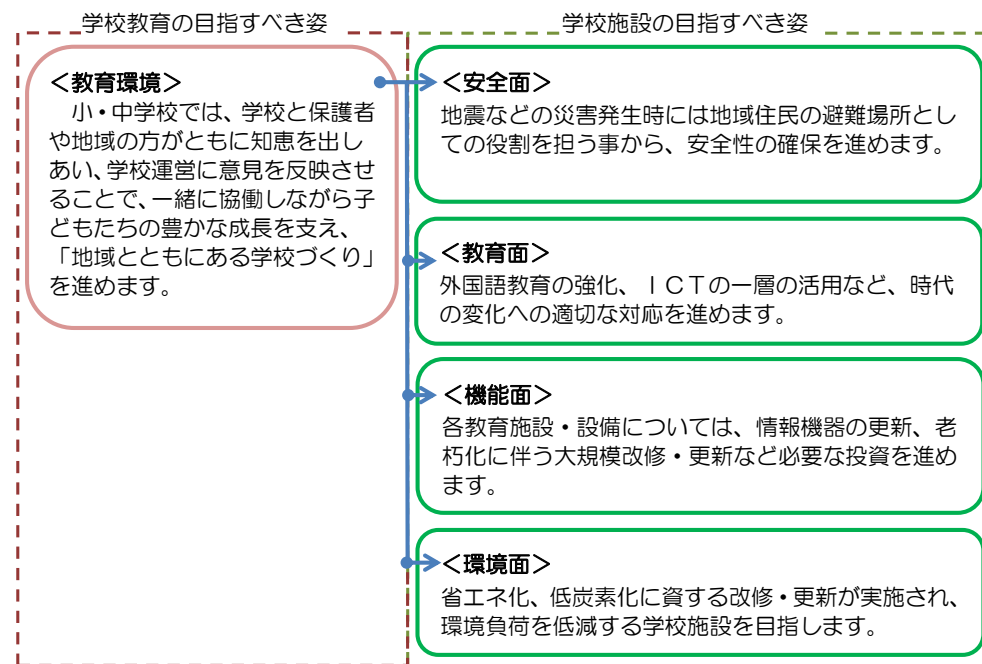 学校教育の目指すべき姿
＜教育環境＞
小・中学校では、学校と保護者
や地域の方がともに知恵を出し
あい、学校運営に意見を反映させ
ることで、一緒に協働しながら子
どもたちの豊かな成長を支え、
「地域とともにある学校づくり」
を進めます。
学校施設の目指すべき姿
＜安全面＞
地震などの災害発生時には地域住民の避難場所とし
ての役割を担う事から、安全性の確保を進めます。
＜教育面＞
外国語教育の強化、ＩＣＴの一層の活用など、時代
の変化への適切な対応を進めます。
＜機能面＞
各教育施設・設備については、情報機器の更新、老
朽化に伴う大規模改修・更新など必要な投資を進め
ます。
＜環境面＞
省エネ化、低炭素化に資する改修・更新が実施され、
環境負荷を低減する学校施設を目指します。